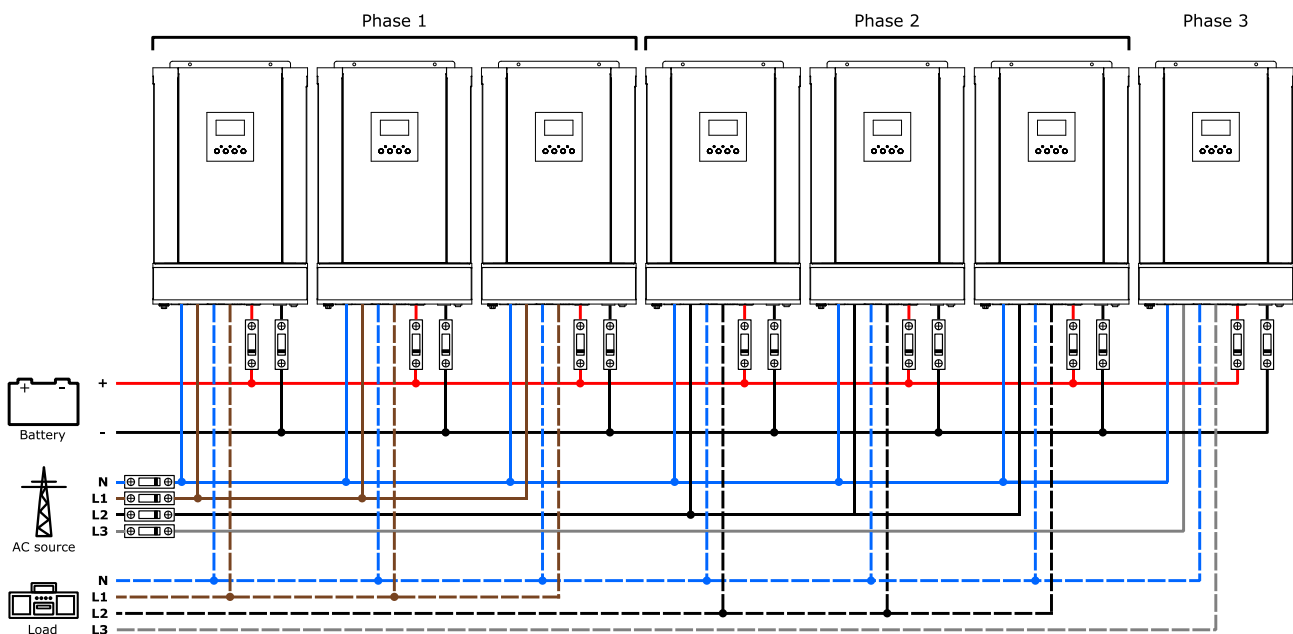 Phase 1
Phase 2
Phase 3
+
+ -
Battery
-
N
L1
L2
L3
AC source
N
L1
L2
L3
Load